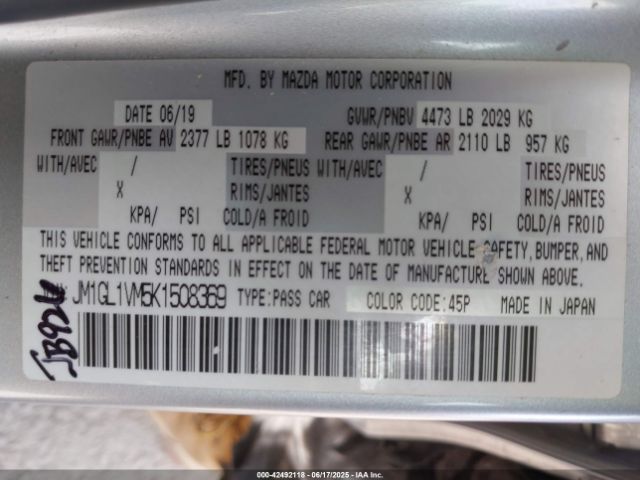 MFD. BY MAZDA MOTOR CORPORATION
DATE 06/19 GVWR/PNBV 4473 LB 2029 KG
FRONT GAWR/PNBE AV 2377 LB 1078 KG REAR GAWR/PNBE AR 2110 LB 957 KG
WITH/AVEC / TIRES/PNEUS WITH/AVEC / TIRES/PNEUS
X RIMS/JANTES X RIMS/JANTES
KPA/ PSI COLD/A FROID KPA/ PSI COLD/A FROID
THIS VEHICLE CONFORMS TO ALL APPLICABLE FEDERAL MOTOR VEHICLE SAFETY, BUMPER, AND
THEFT PREVENTION STANDARDS IN EFFECT ON THE DATE OF MANUFACTURE SHOWN ABOVE.
JM1GL1VM5K1508369 TYPE:PASS CAR COLOR CODE:45P MADE IN JAPAN
000-42492118 - 06/17/2025 - IAA Inc.